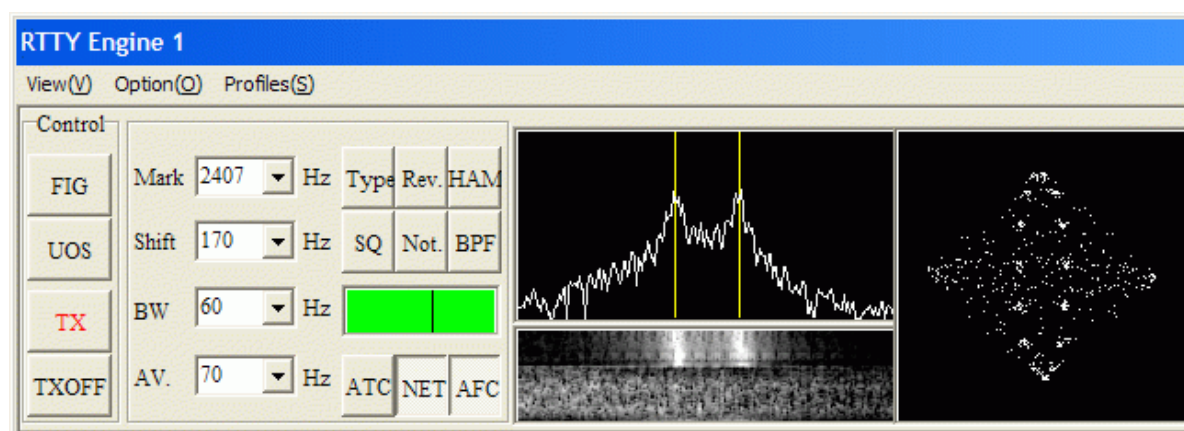 RTTY Engine 1
View(V) Option(O) Profiles(S)
Control
FIG
UOS
TX
TXOFF
Mark 2407 Hz Type Rev. HAM
Shift 170 Hz SQ Not. BPF
BW 60 Hz
AV. 70 Hz ATC NET AFC